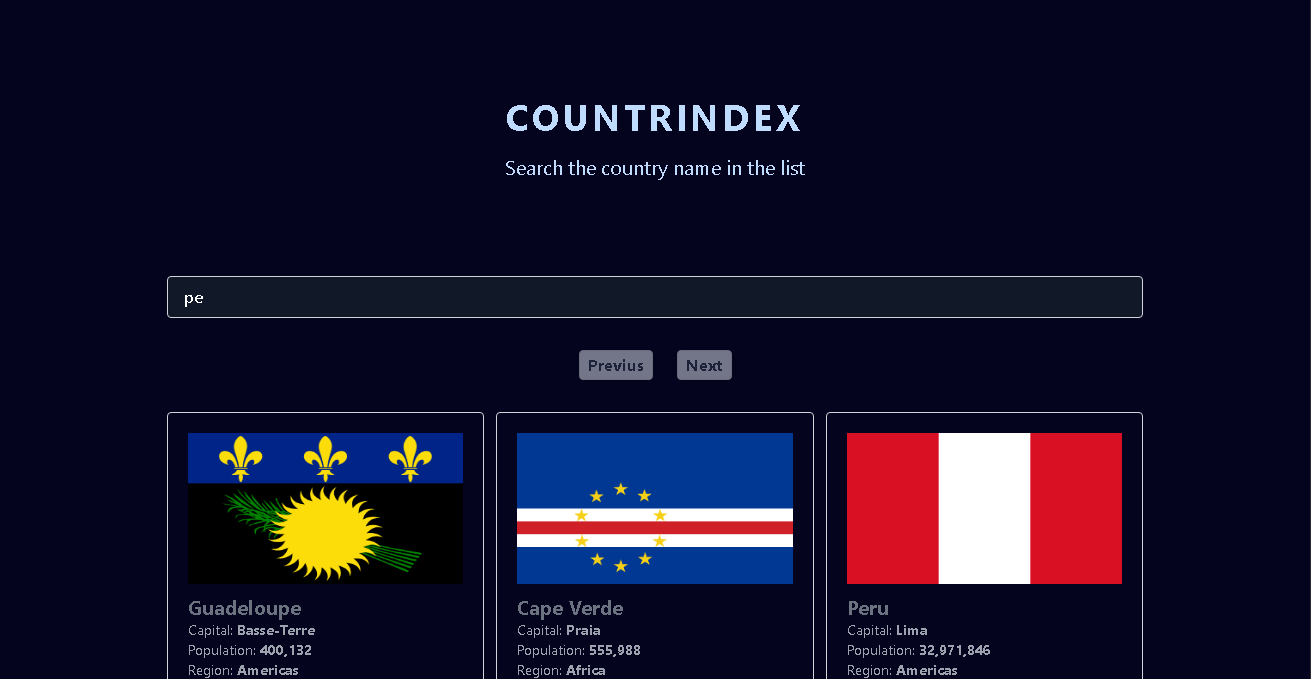 COUNTRINDEX
Search the country name in the list
pe
Previus
Next
Guadeloupe
Capital: Basse-Terre
Population: 400,132
Region: Americas
Cape Verde
Capital: Praia
Population: 555,988
Region: Africa
Peru
Capital: Lima
Population: 32,971,846
Region: Americas